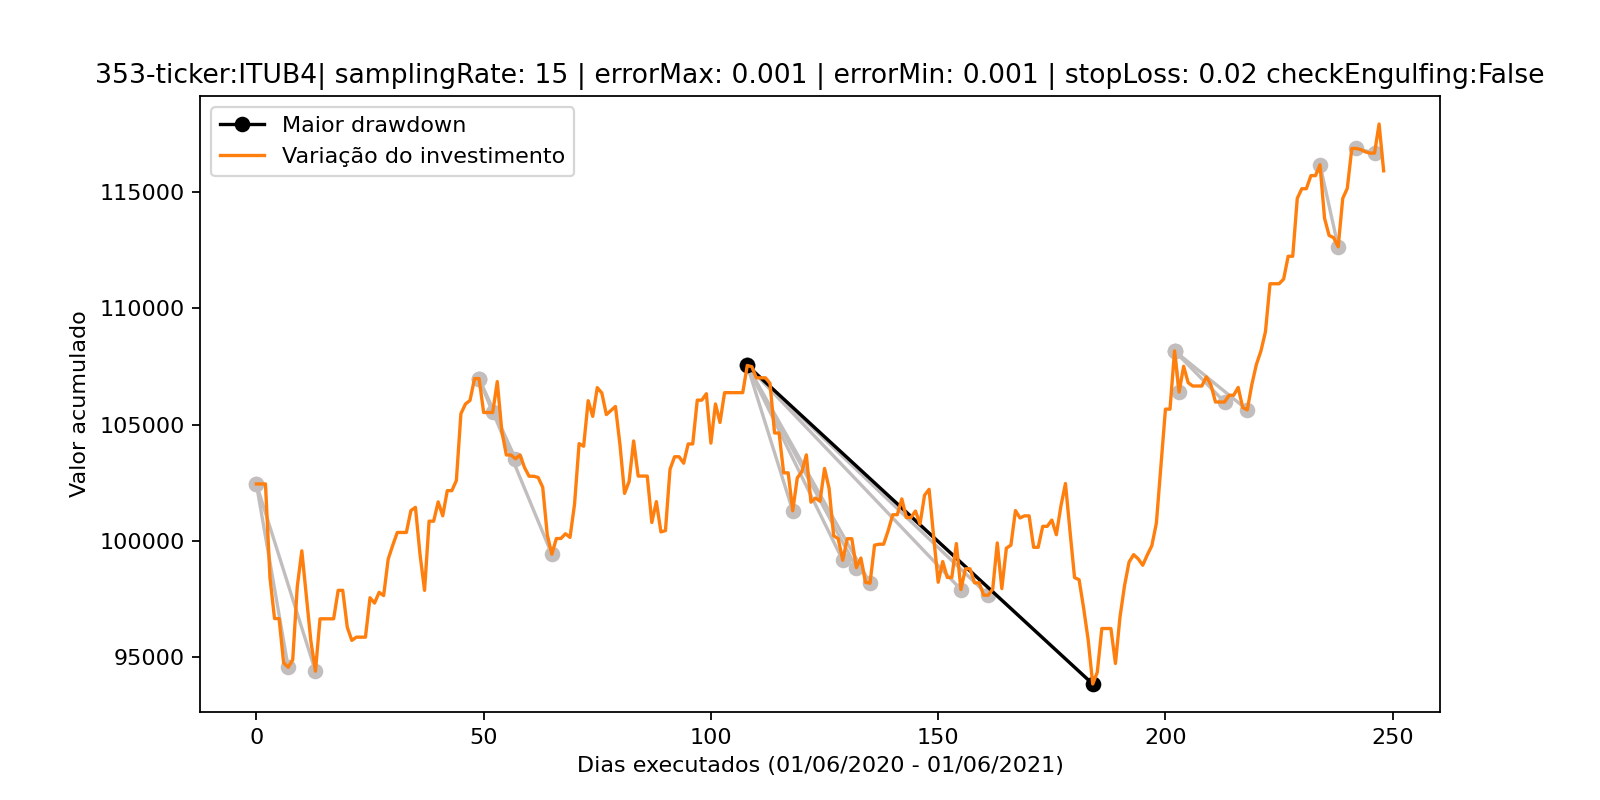 353-ticker:ITUB4| samplingRate: 15 | errorMax: 0.001 | errorMin: 0.001 | stopLoss: 0.02 checkEngulfing:False
Maior drawdown
Variação do investimento
Valor acumulado
115000
110000
105000
100000
95000
0 50 100 150 200 250
Dias executados (01/06/2020 - 01/06/2021)